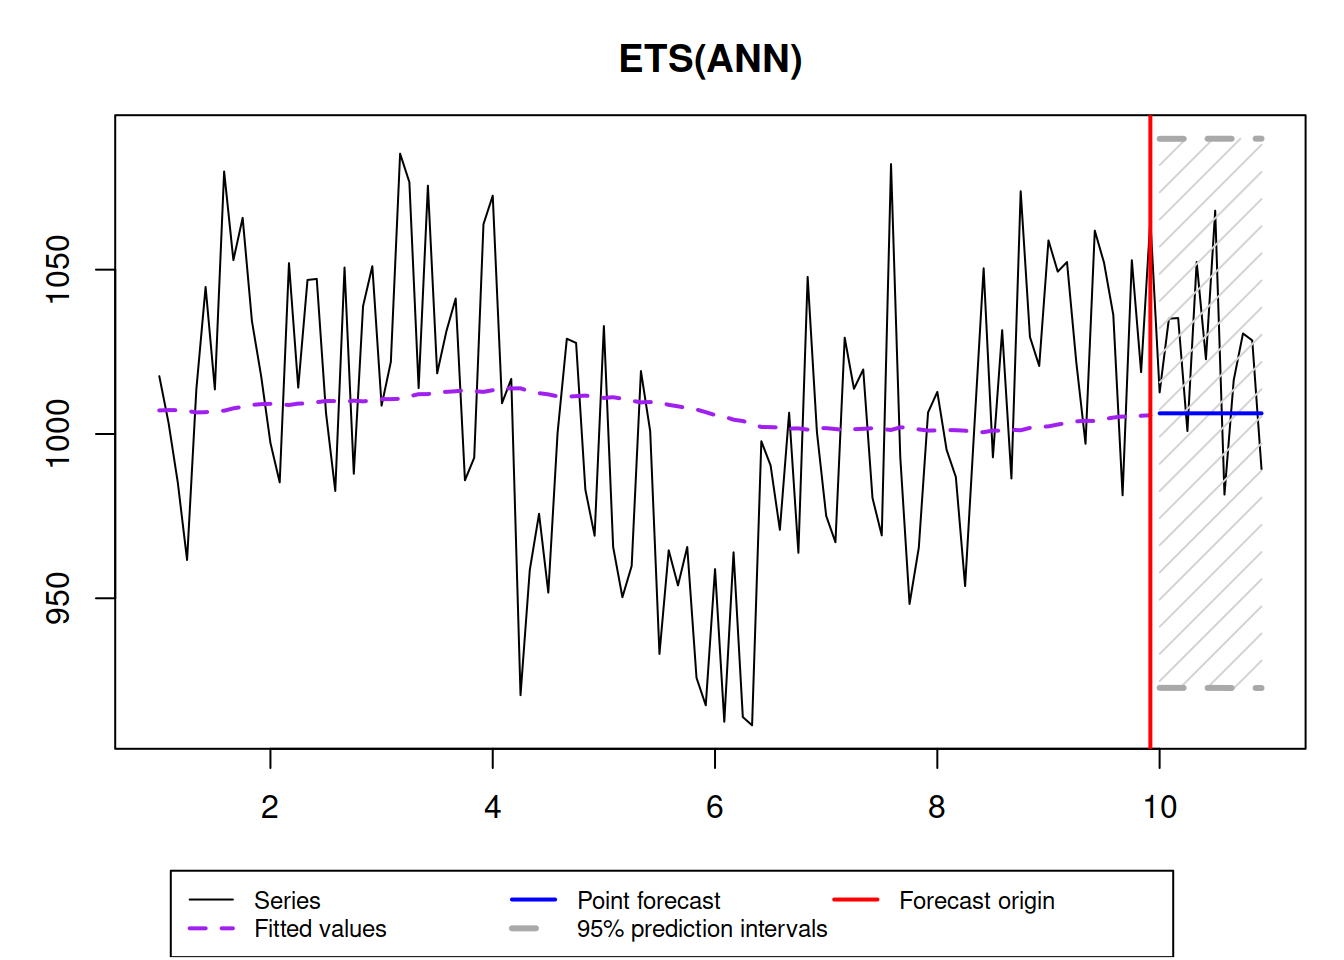 ETS(ANN)
1050
1000
950
2 4 6 8 10
Series Point forecast Forecast origin
Fitted values 95% prediction intervals